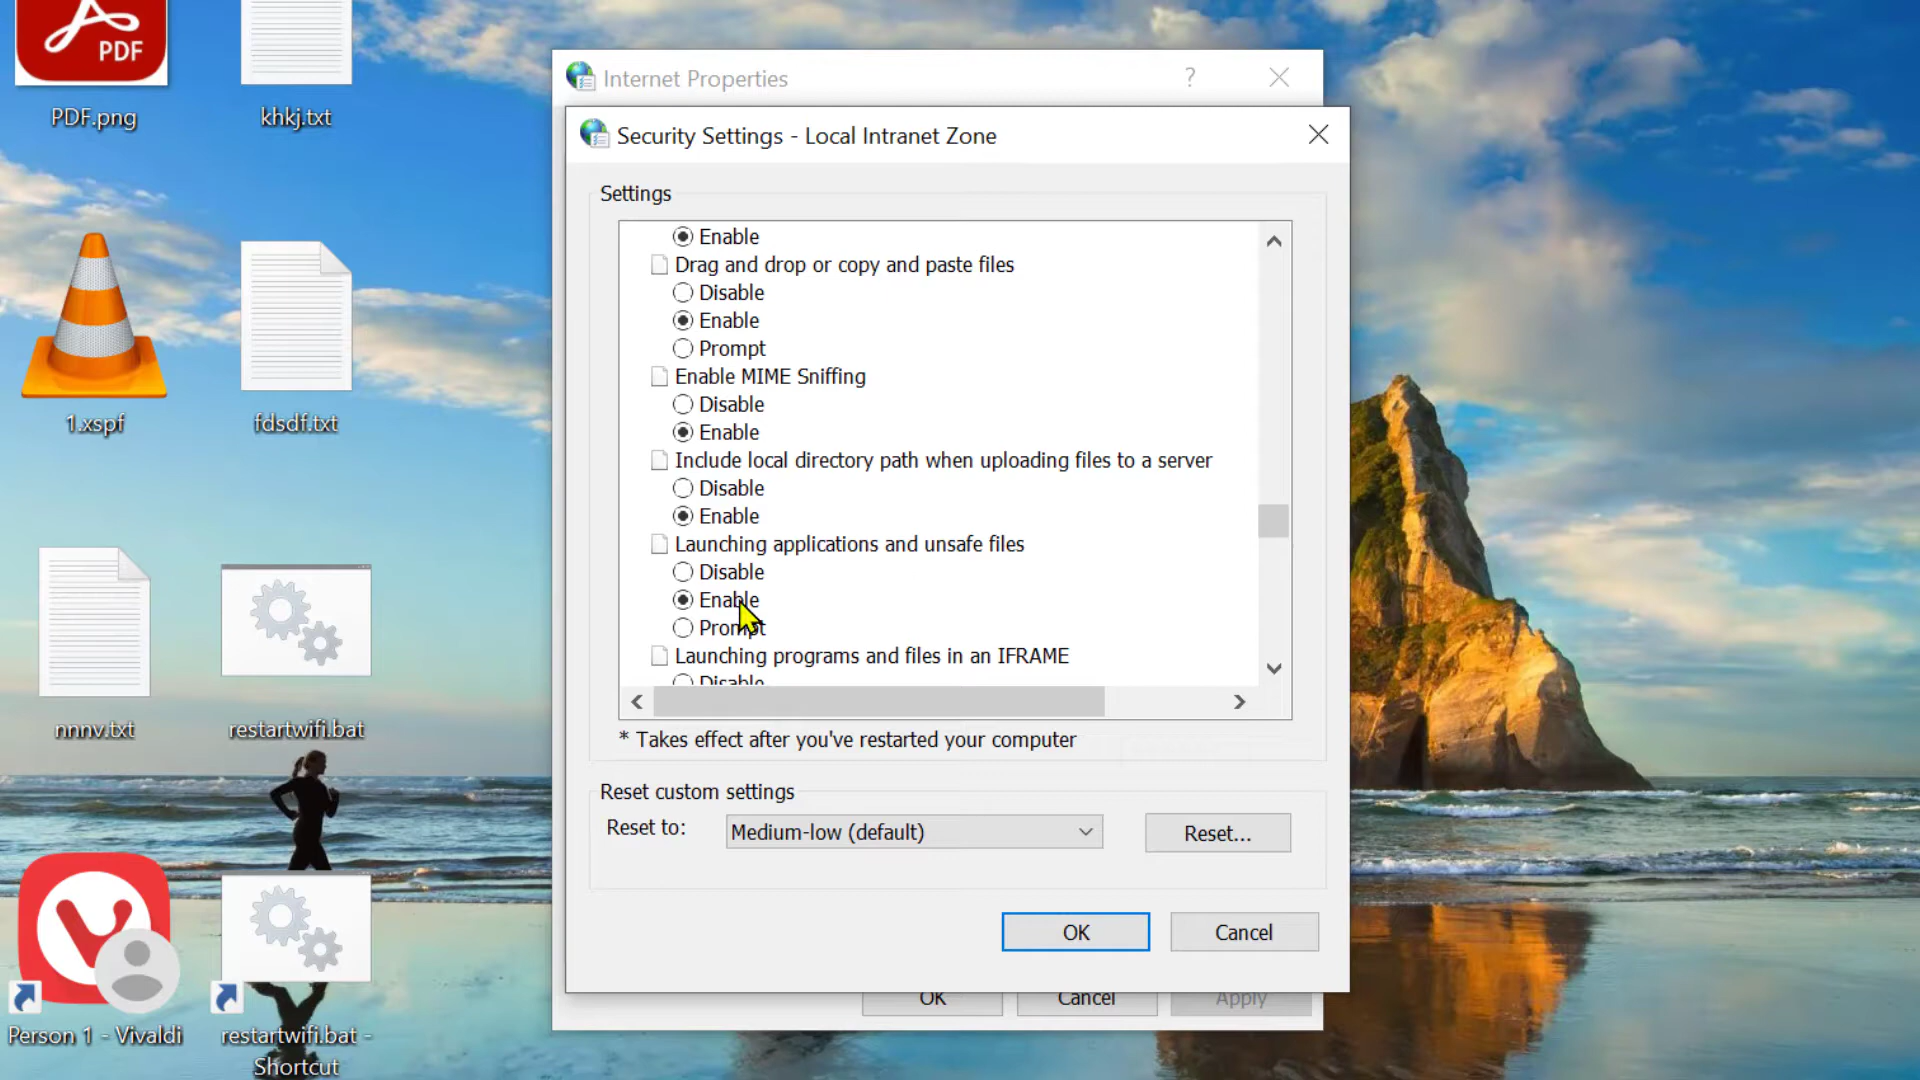 PDF
PDF.png
khkj.txt
1.xspf
fdsdf.txt
nnnv.txt
restartwifi.bat
Person 1 - Vivaldi
restartwifi.bat -
Shortcut
Internet Properties
?
Security Settings - Local Intranet Zone
Settings
Enable
Drag and drop or copy and paste files
Disable
Enable
Prompt
Enable MIME Sniffing
Disable
Enable
Include local directory path when uploading files to a server
Disable
Enable
Launching applications and unsafe files
Disable
Enable
Prompt
Launching programs and files in an IFRAME
Disable
* Takes effect after you've restarted your computer
Reset custom settings
Reset to:
Medium-low (default)
Reset...
OK
Cancel
OK
Cancel
Apply